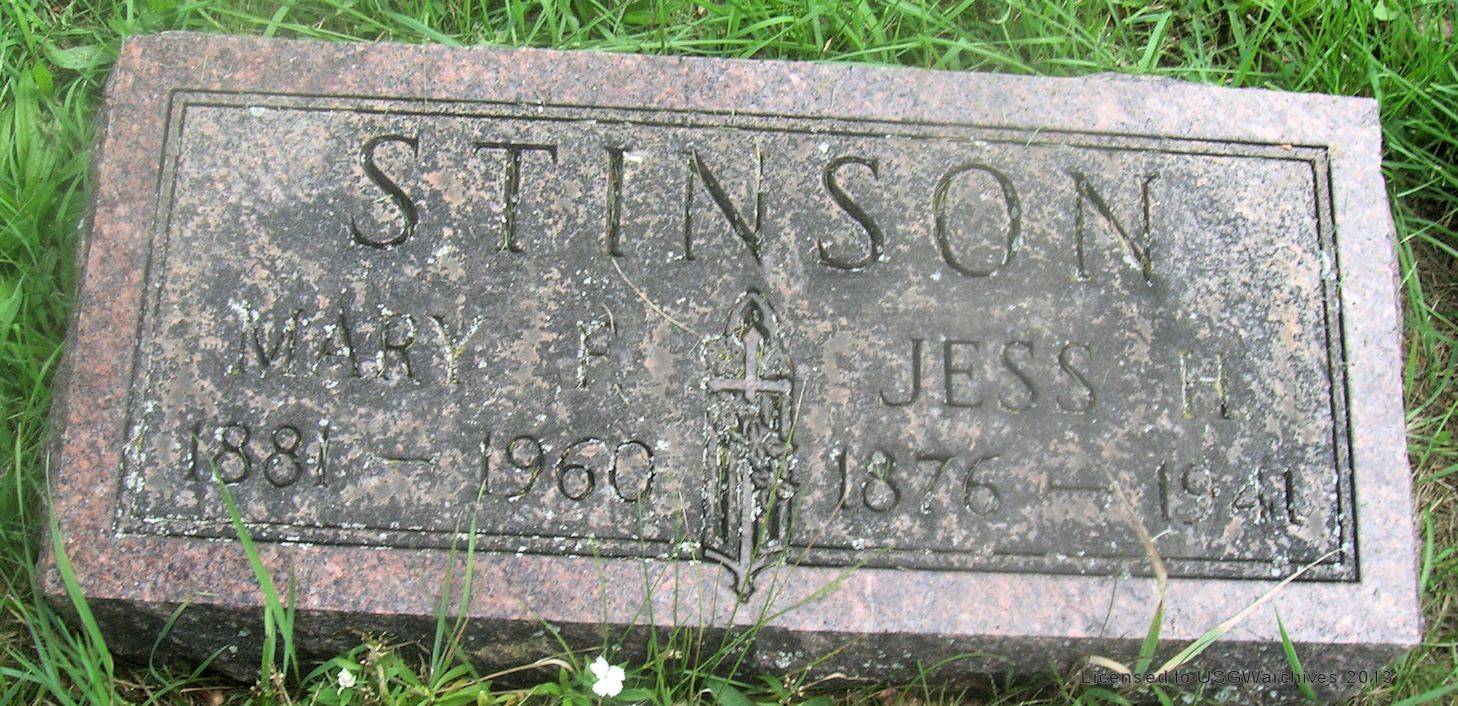 STINSON
MARY F.
1881 – 1960
JESS H
1876 – 1941
Licensed to USGWarchives 2013